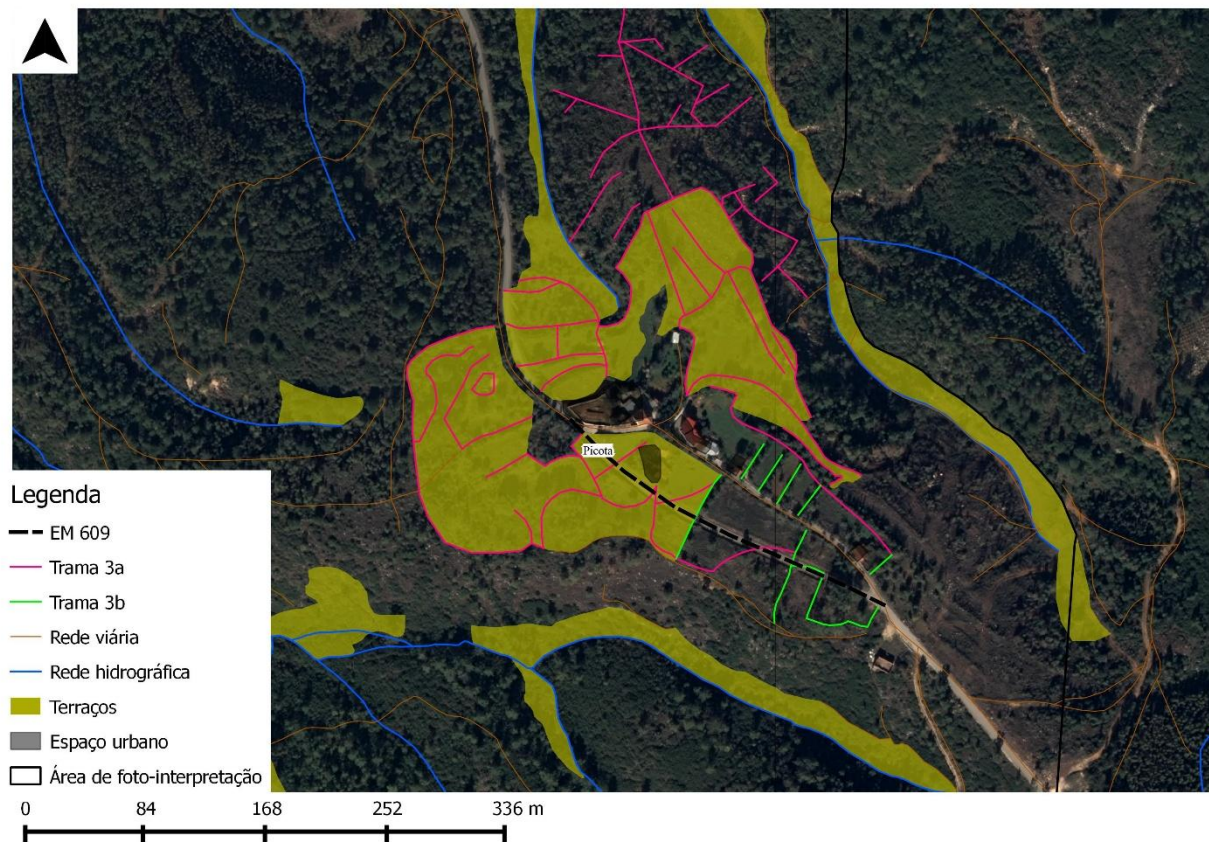 Picota
Legenda
EM 609
Trama 3a
Trama 3b
Rede viária
Rede hidrográfica
Terraços
Espaço urbano
Área de foto-interpretação
0 84 168 252 336 m